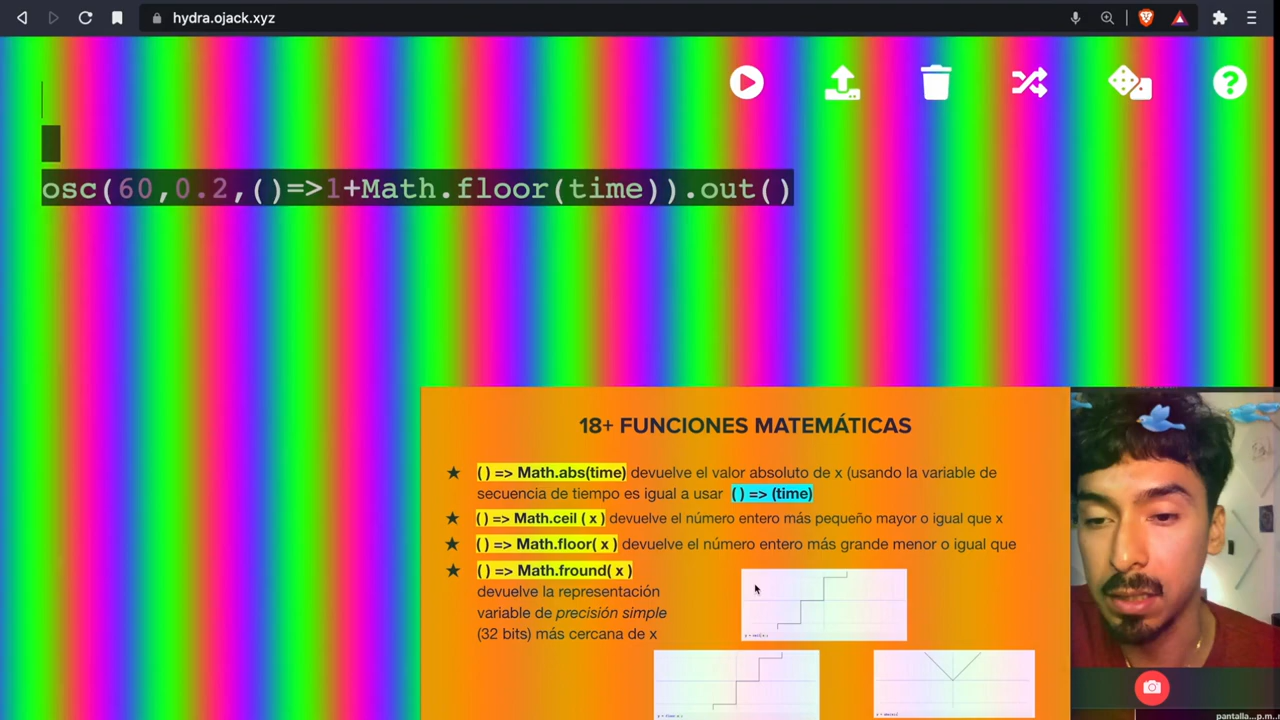 hydra.ojack.xyz
osc(60,0.2,()=>1+Math.floor(time)).out()
18+ FUNCIONES MATEMÁTICAS
★ ( ) => Math.abs(time) devuelve el valor absoluto de x (usando la variable de
secuencia de tiempo es igual a usar ( ) => (time)
★ ( ) => Math.ceil ( x ) devuelve el número entero más pequeño mayor o igual que x
★ ( ) => Math.floor( x ) devuelve el número entero más grande menor o igual que
★ ( ) => Math.fround( x )
devuelve la representación
variable de precisión simple
(32 bits) más cercana de x
pantalla...p.m..